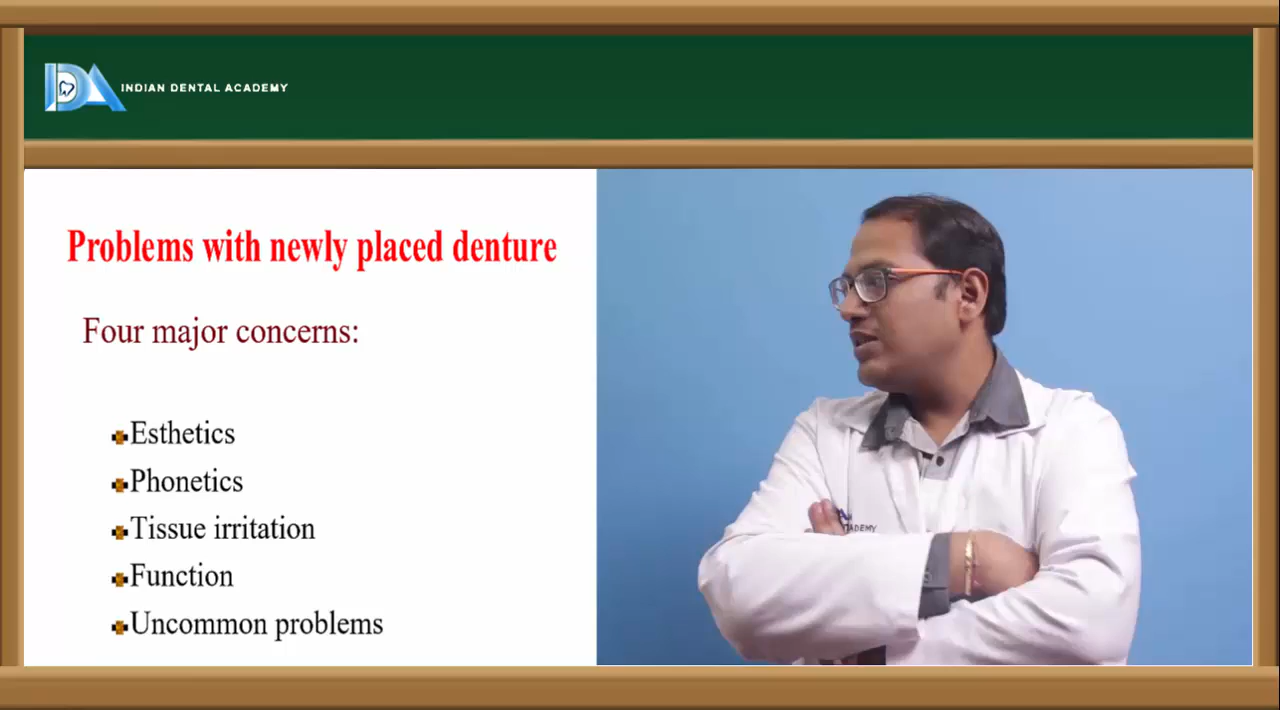 INDIAN DENTAL ACADEMY
Problems with newly placed denture
Four major concerns:
Esthetics
Phonetics
Tissue irritation
Function
Uncommon problems